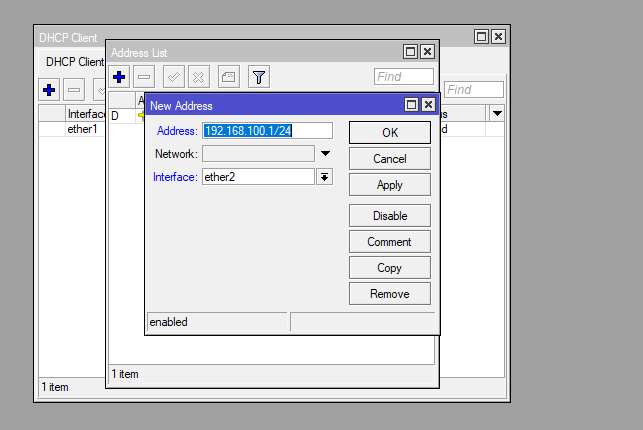 DHCP Client
DHCP Client
Interface
ether1
1 item
Find
Address List
Find
D
1 item
New Address
Address: 192.168.100.1/24
Network:
Interface: ether2
OK
Cancel
Apply
Disable
Comment
Copy
Remove
enabled